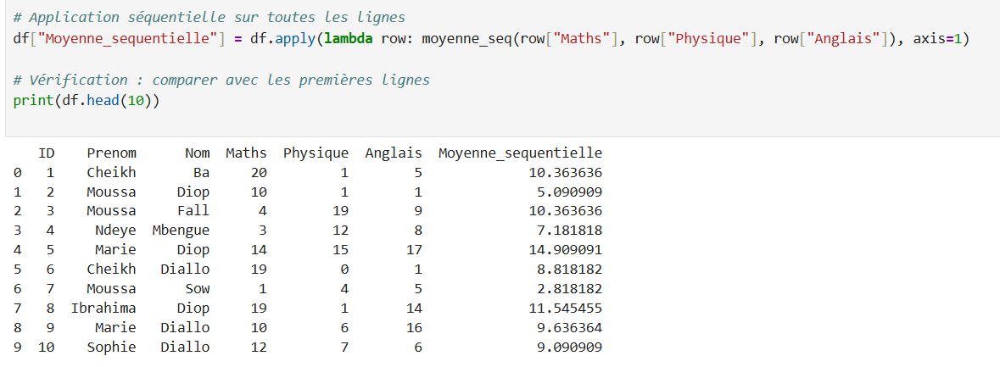 # Application séquentielle sur toutes les lignes
df["Moyenne_sequentielle"] = df.apply(lambda row: moyenne_seq(row["Maths"], row["Physique"], row["Anglais"]), axis=1)
# Vérification : comparer avec les premières lignes
print(df.head(10))
ID Prenom Nom Maths Physique Anglais Moyenne_sequentielle
0 1 Cheikh Ba 20 1 5 10.363636
1 2 Moussa Diop 10 1 1 5.090909
2 3 Moussa Fall 4 19 9 10.363636
3 4 Ndeye Mbengue 3 12 8 7.181818
4 5 Marie Diop 14 15 17 14.909091
5 6 Cheikh Diallo 19 0 1 8.818182
6 7 Moussa Sow 1 4 5 2.818182
7 8 Ibrahima Diop 19 1 14 11.545455
8 9 Marie Diallo 10 6 16 9.636364
9 10 Sophie Diallo 12 7 6 9.090909